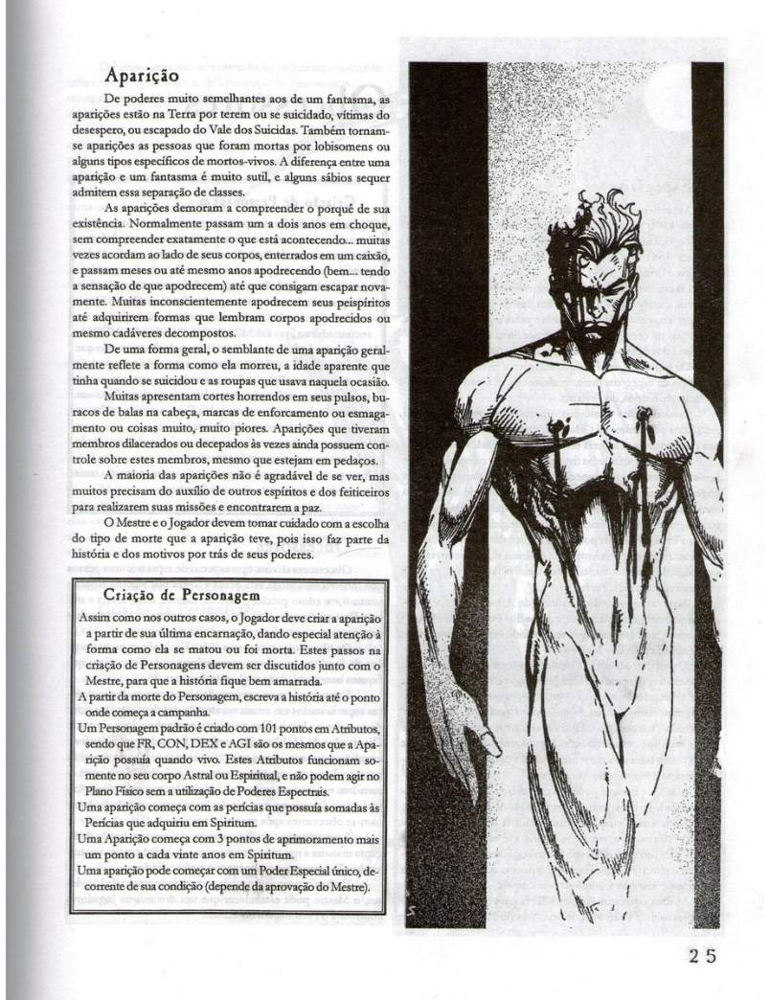 Aparição
De poderes muito semelhantes aos de um fantasma, as
aparições estão na Terra por terem ou se suicidado, vítimas do
desespero, ou escapado do Vale dos Suicidas. Também tornam-
se aparições as pessoas que foram mortas por lobisomens ou
alguns tipos específicos de mortos-vivos. A diferença entre uma
aparição e um fantasma é muito sutil, e alguns sábios sequer
admitem essa separação de classes.
As aparições demoram a compreender o porquê de sua
existência. Normalmente passam um a dois anos em choque,
sem compreender exatamente o que está acontecendo... muitas
vezes acordam ao lado de seus corpos, enterrados em um caixão,
e passam meses ou até mesmo anos apodrecendo (bem... tendo
a sensação de que apodrecem) até que consigam escapar nova-
mente. Muitas inconscientemente apodrecem seus peispíritos
até adquirirem formas que lembram corpos apodrecidos ou
mesmo cadáveres decompostos.
De uma forma geral, o semblante de uma aparição geral-
mente reflete a forma como ela morreu, a idade aparente que
tinha quando se suicidou e as roupas que usava naquela ocasião.
Muitas apresentam cortes horrendos em seus pulsos, bu-
racos de balas na cabeça, marcas de enforcamento ou esmaga-
mento ou coisas muito, muito piores. Aparições que tiveram
membros dilacerados ou decepados às vezes ainda possuem con-
trole sobre estes membros, mesmo que estejam em pedaços.
A maioria das aparições não é agradável de se ver, mas
muitos precisam do auxílio de outros espíritos e dos feiticeiros
para realizarem suas missões e encontrarem a paz.
O Mestre e o Jogador devem tomar cuidado com a escolha
do tipo de morte que a aparição teve, pois isso faz parte da
história e dos motivos por trás de seus poderes.
Criação de Personagem
Assim como nos outros casos, o Jogador deve criar a aparição
a partir de sua última encarnação, dando especial atenção à
forma como ela se matou ou foi morta. Estes passos na
criação de Personagens devem ser discutidos junto com o
Mestre, para que a história fique bem amarrada.
A partir da morte do Personagem, escreva a história até o ponto
onde começa a campanha.
Um Personagem padrão é criado com 101 pontos em Atributos,
sendo que FR, CON, DEX e AGI são os mesmos que a Apa-
rição possuía quando vivo. Estes Atributos funcionam so-
mente no seu corpo Astral ou Espiritual, e não podem agir no
Plano Físico sem a utilização de Poderes Espectrais.
Uma aparição começa com as perícias que possuía somadas às
Perícias que adquiriu em Spiritum.
Uma Aparição começa com 3 pontos de aprimoramento mais
um ponto a cada vinte anos em Spiritum.
Uma aparição pode começar com um Poder Especial único, de-
corrente de sua condição (depende da aprovação do Mestre).
25